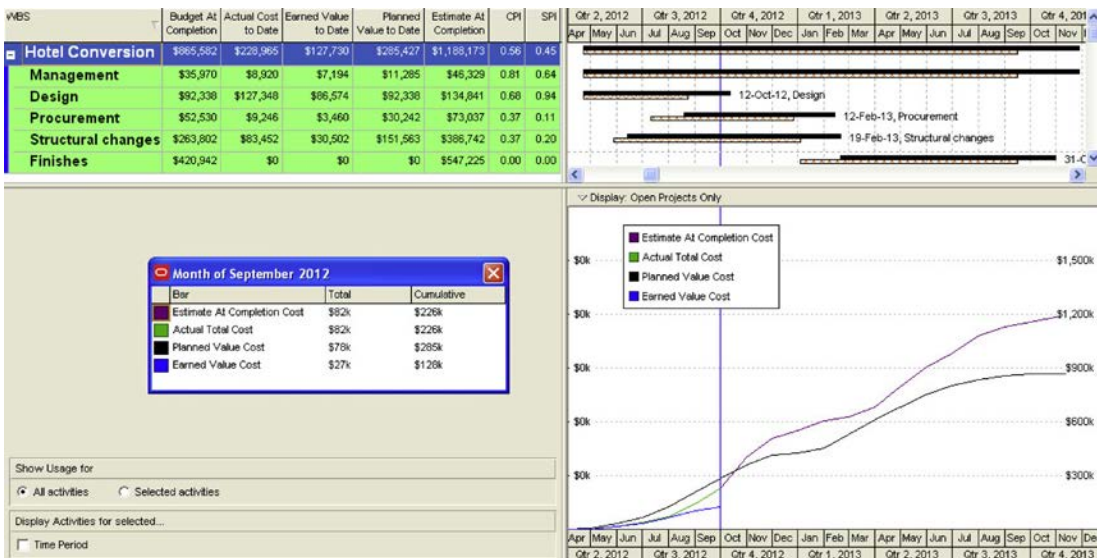 WBS Budget At Completion Actual Cost to Date Earned Value to Date Planned Value to Date Estimate At Completion CPI SPI
Hotel Conversion $865,582 $228,965 $127,730 $285,427 $1,188,173 0.56 0.45
Management $35,970 $8,920 $7,194 $11,285 $46,329 0.81 0.64
Design $92,338 $127,348 $86,574 $92,338 $134,841 0.68 0.94
Procurement $52,530 $9,246 $3,460 $30,242 $73,037 0.37 0.11
Structural changes $263,802 $83,452 $30,502 $151,563 $386,742 0.37 0.20
Finishes $420,942 $0 $0 $0 $547,225 0.00 0.00
Qtr 2, 2012 Qtr 3, 2012 Qtr 4, 2012 Qtr 1, 2013 Qtr 2, 2013 Qtr 3, 2013 Qtr 4, 201
Apr May Jun Jul Aug Sep Oct Nov Dec Jan Feb Mar Apr May Jun Jul Aug Sep Oct Nov
12-Oct-12, Design
12-Feb-13, Procurement
19-Feb-13, Structural changes
31-
Month of September 2012
Bar Total Cumulative
Estimate At Completion Cost $82k $226k
Actual Total Cost $82k $226k
Planned Value Cost $78k $285k
Earned Value Cost $27k $128k
Show Usage for
All activities Selected activities
Display Activities for selected...
Time Period
Display: Open Projects Only
Estimate At Completion Cost
Actual Total Cost
Planned Value Cost
Earned Value Cost
$0k $1,500k
$0k $1,200k
$0k $900k
$0k $600k
$0k $300k
Apr May Jun Jul Aug Sep Oct Nov Dec Jan Feb Mar Apr May Jun Jul Aug Sep Oct Nov De
Qtr 2, 2012 Qtr 3, 2012 Qtr 4, 2012 Qtr 1, 2013 Qtr 2, 2013 Qtr 3, 2013 Qtr 4, 2013